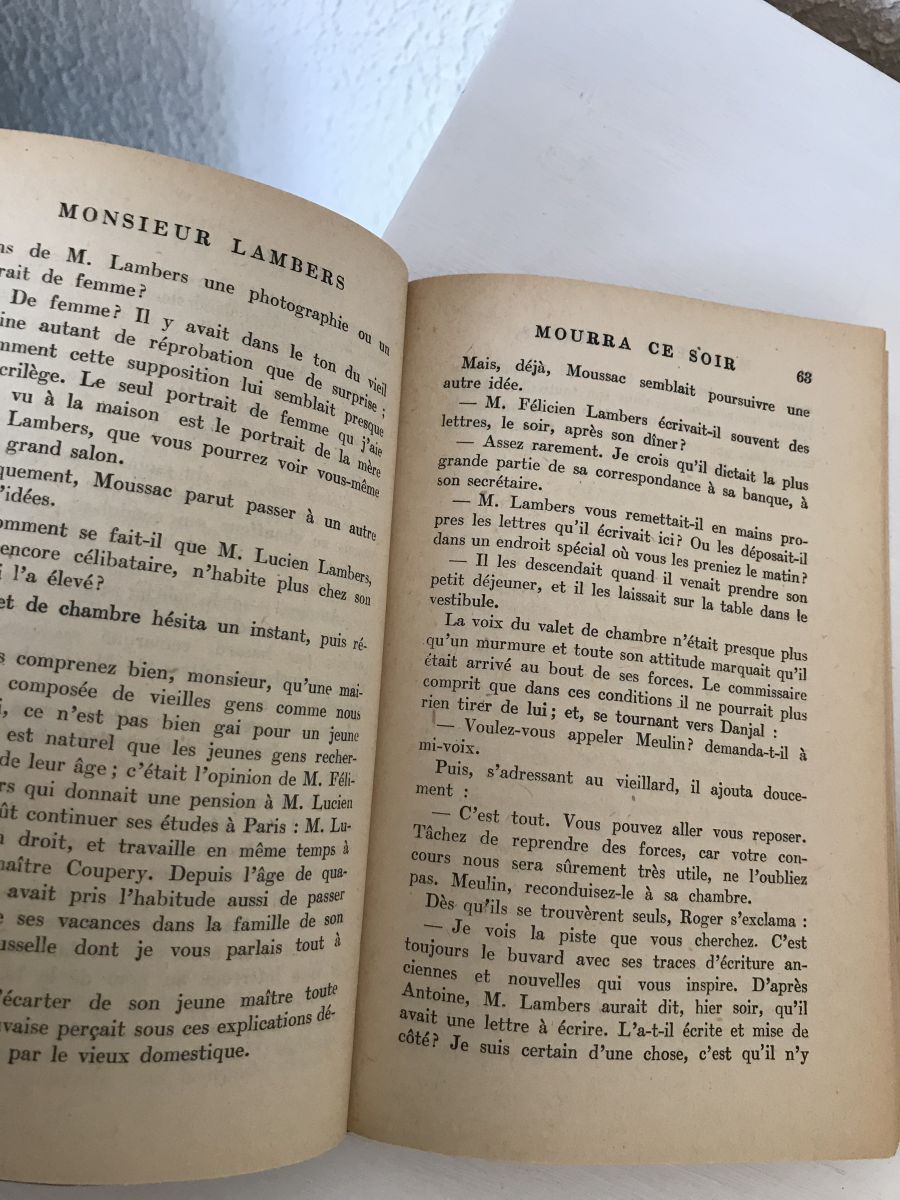 MONSIEUR LAMBERS
de M. Lambers une photographie ou un
de femme?
De femme? Il y avait dans le ton du vieil
autant de réprobation que de surprise ;
cette supposition lui semblait presque
Le seul portrait de femme qu j'aie
vu à la maison est le portrait de la mère
Lambers, que vous pourrez voir vous-même
grand salon.
Moussac parut passer à un autre
d'idées.
se fait-il que M. Lucien Lambers,
encore célibataire, n'habite plus chez son
l'a élevé?
de chambre hésita un instant, puis ré-
comprenez bien, monsieur, qu'une mai-
composée de vieilles gens comme nous
ce n'est pas bien gai pour un jeune
est naturel que les jeunes gens recher-
de leur âge ; c'était l'opinion de M. Féli-
qui donnait une pension à M. Lucien
continuer ses études à Paris : M. Lu-
droit, et travaille en même temps à
maître Coupery. Depuis l'âge de qua-
avait pris l'habitude aussi de passer
ses vacances dans la famille de son
dont je vous parlais tout à
d'écarter de son jeune maître toute
perçait sous ces explications dé-
par le vieux domestique.
MOURRA CE SOIR 63
Mais, déjà, Moussac semblait poursuivre une
autre idée.
— M. Félicien Lambers écrivait-il souvent des
lettres, le soir, après son dîner?
— Assez rarement. Je crois qu'il dictait la plus
grande partie de sa correspondance à sa banque, à
son secrétaire.
— M. Lambers vous remettait-il en mains pro-
pres les lettres qu'il écrivait ici? Ou les déposait-il
dans un endroit spécial où vous les preniez le matin?
— Il les descendait quand il venait prendre son
petit déjeuner, et il les laissait sur la table dans le
vestibule.
La voix du valet de chambre n'était presque plus
qu'un murmure et toute son attitude marquait qu'il
était arrivé au bout de ses forces. Le commissaire
comprit que dans ces conditions il ne pourrait plus
rien tirer de lui ; et, se tournant vers Danjal :
— Voulez-vous appeler Meulin? demanda-t-il à
mi-voix.
Puis, s'adressant au vieillard, il ajouta douce-
ment :
— C'est tout. Vous pouvez aller vous reposer.
Tâchez de reprendre des forces, car votre con-
cours nous sera sûrement très utile, ne l'oubliez
pas. Meulin, reconduisez-le à sa chambre.
Dès qu'ils se trouvèrent seuls, Roger s'exclama :
— Je vois la piste que vous cherchez. C'est
toujours le buvard avec ses traces d'écriture an-
ciennes et nouvelles qui vous inspire. D'après
Antoine, M. Lambers aurait dit, hier soir, qu'il
avait une lettre à écrire. L'a-t-il écrite et mise de
côté? Je suis certain d'une chose, c'est qu'il n'y